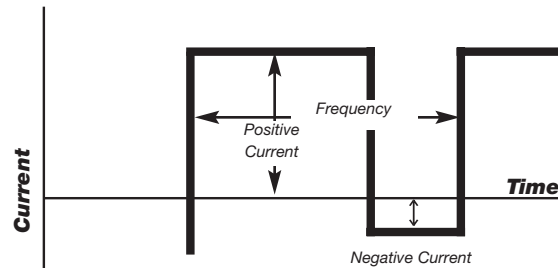 Frequency
Positive
Current
Time
Current
Negative Current